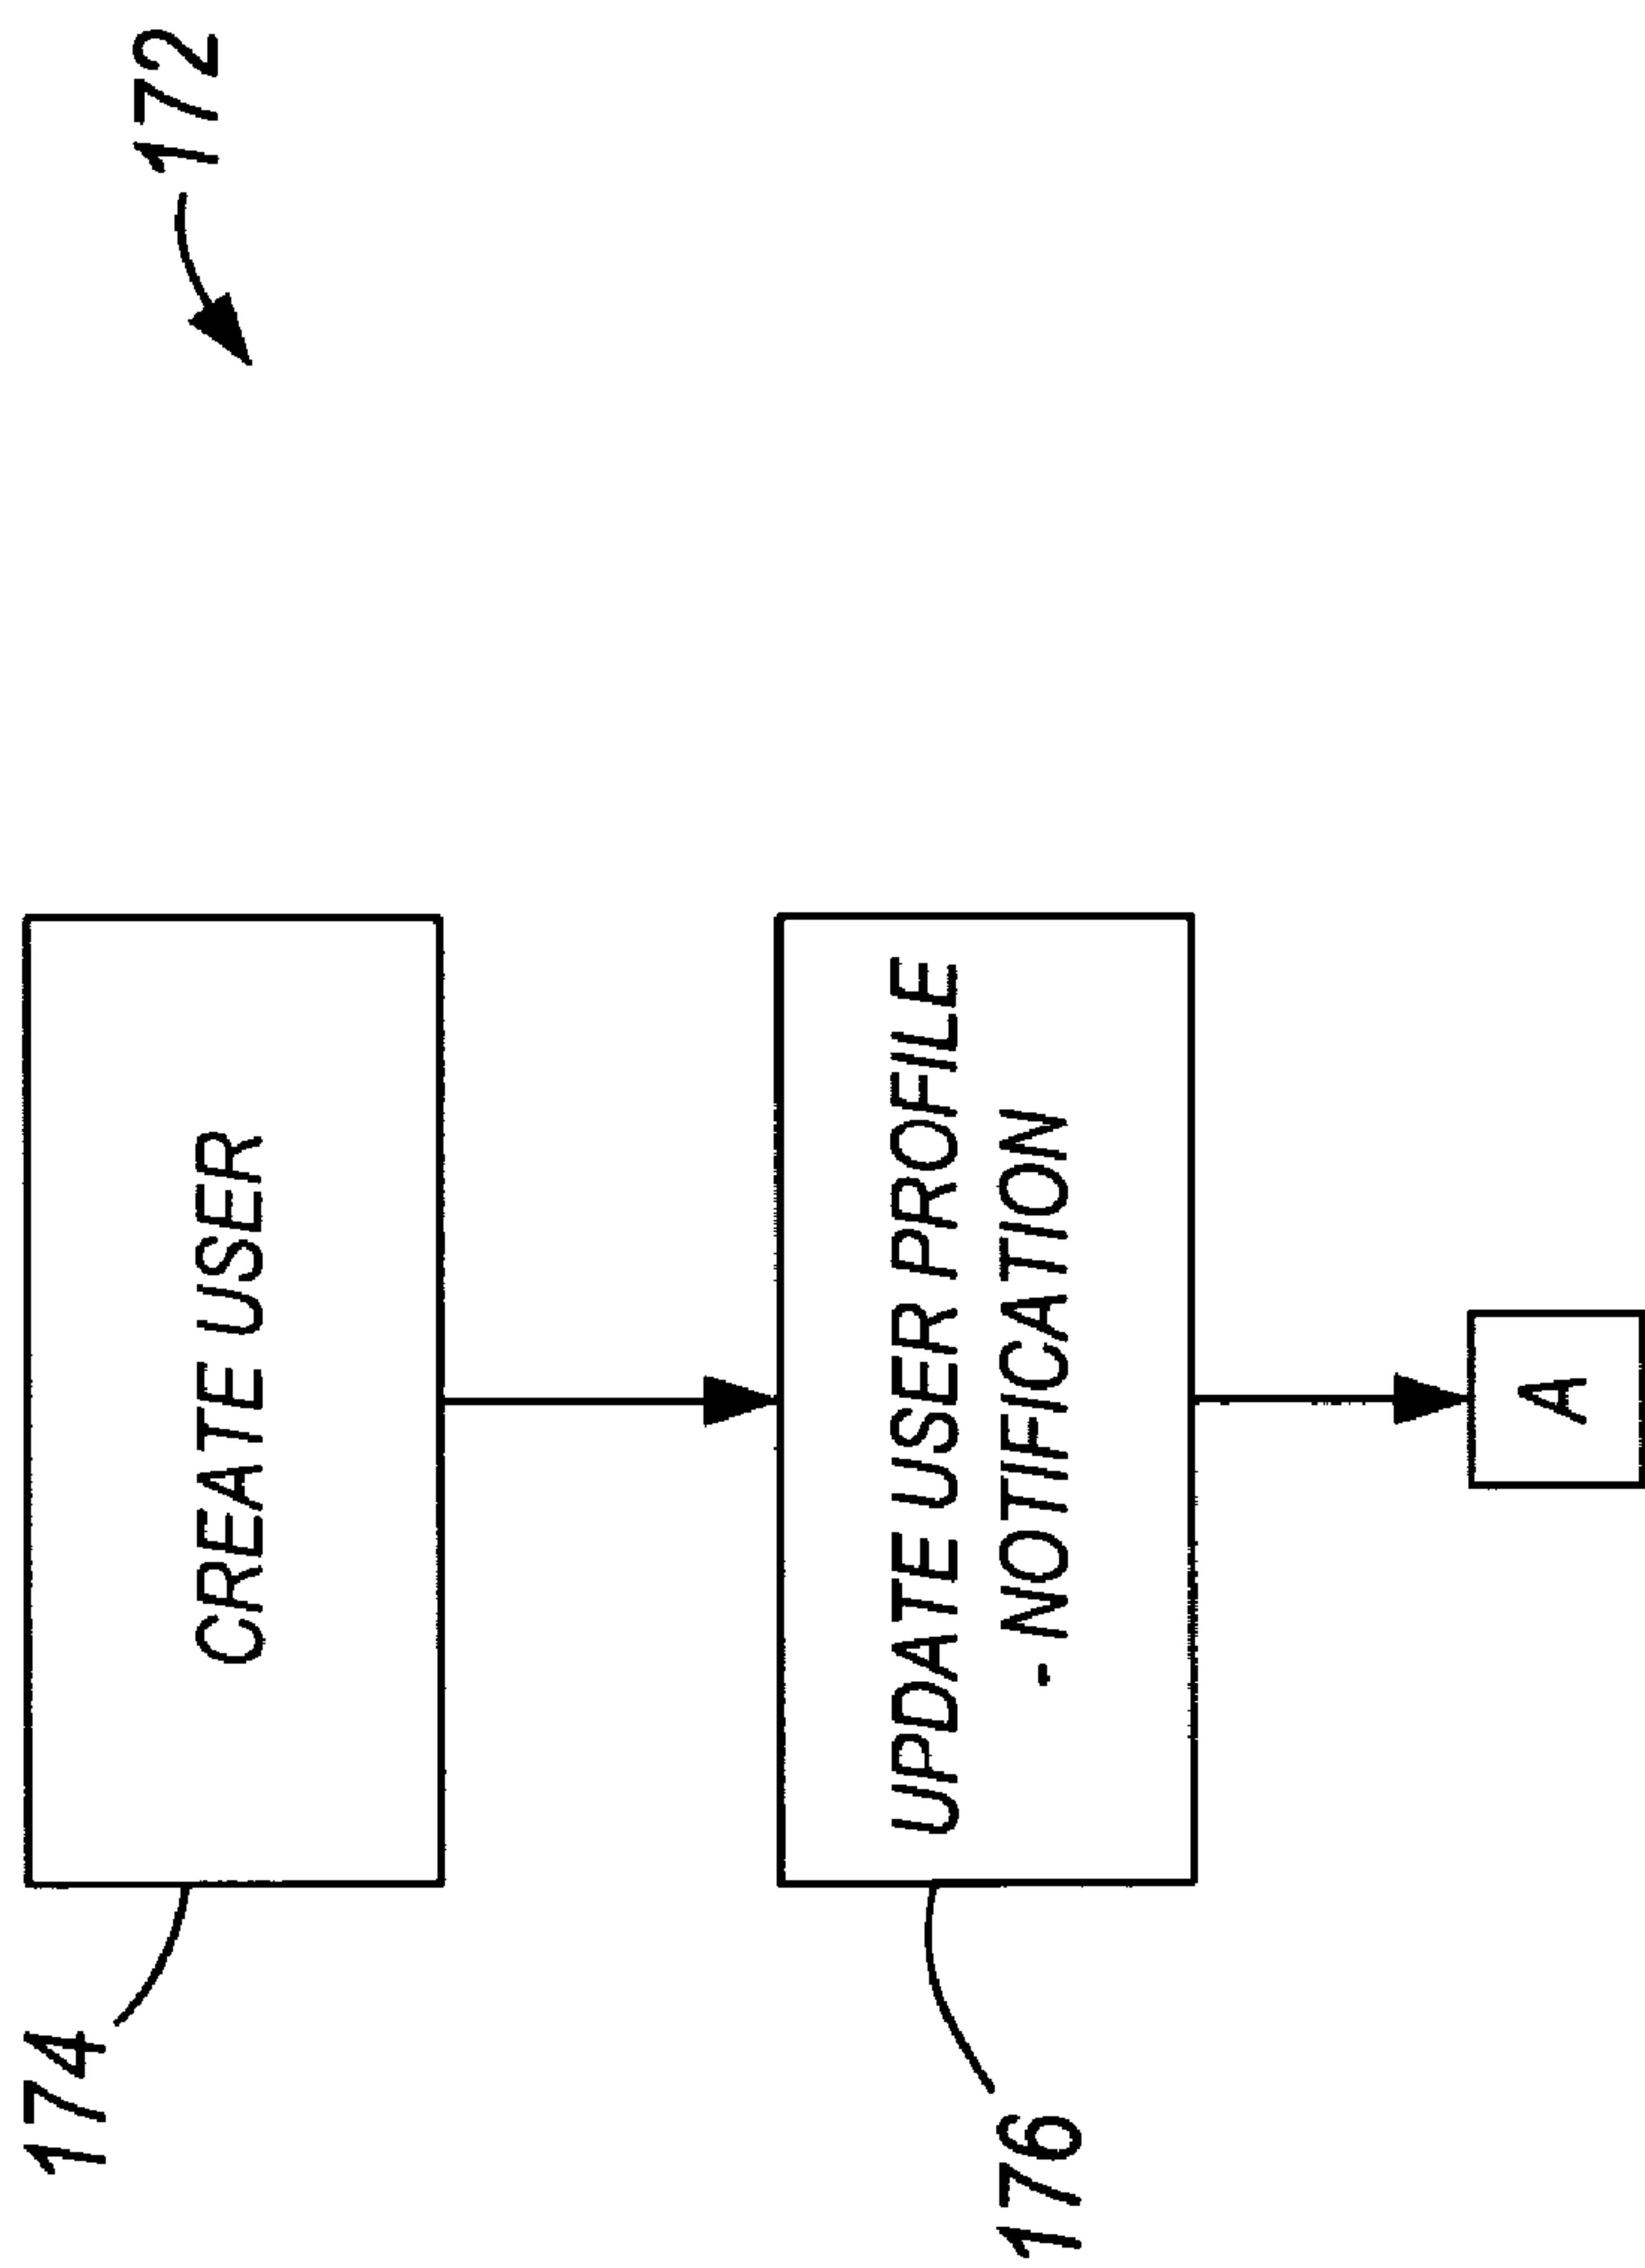 172
174
CREATE USER
UPDATE USER PROFILE
- NOTIFICATION
176
A